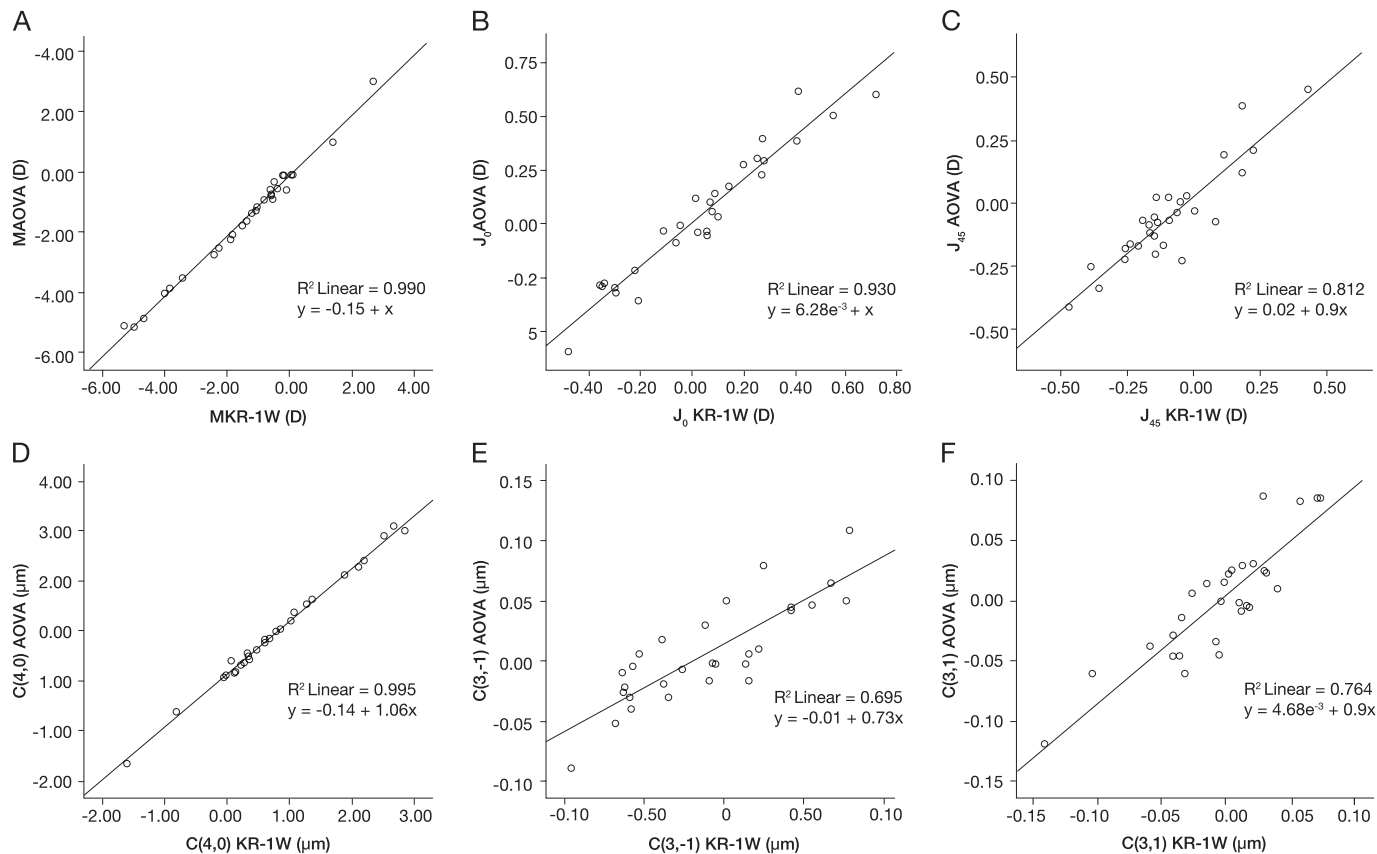 A
-4.00
2.00
0.00
-2.00
-4.00
-6.00
MAOVA (D)
R² Linear = 0.990
y = -0.15 + x
-6.00 -4.00 -2.00 0.00 2.00 4.00
MKR-1W (D)
B
0.75
0.50
0.25
0.00
-0.2
5
J₀ AOVA (D)
R² Linear = 0.930
y = 6.28e⁻³ + x
-0.40 -0.20 0.00 0.20 0.40 0.60 0.80
J₀ KR-1W (D)
C
0.50
0.25
0.00
-0.25
-0.50
J₄₅ AOVA (D)
R² Linear = 0.812
y = 0.02 + 0.9x
-0.50 -0.25 0.00 0.25 0.50
J₄₅ KR-1W (D)
D
4.00
3.00
2.00
0.00
1.00
-1.00
-2.00
C(4,0) AOVA (µm)
R² Linear = 0.995
y = -0.14 + 1.06x
-2.00 -1.00 0.00 1.00 2.00 3.00
C(4,0) KR-1W (µm)
E
0.15
0.10
0.05
0.00
-0.05
-0.10
C(3,-1) AOVA (µm)
R² Linear = 0.695
y = -0.01 + 0.73x
-0.10 -0.50 0.00 0.50 0.10
C(3,-1) KR-1W (µm)
F
0.10
0.05
0.00
-0.05
-0.10
-0.15
C(3,1) AOVA (µm)
R² Linear = 0.764
y = 4.68e⁻³ + 0.9x
-0.15 -0.10 -0.05 0.00 0.05 0.10
C(3,1) KR-1W (µm)